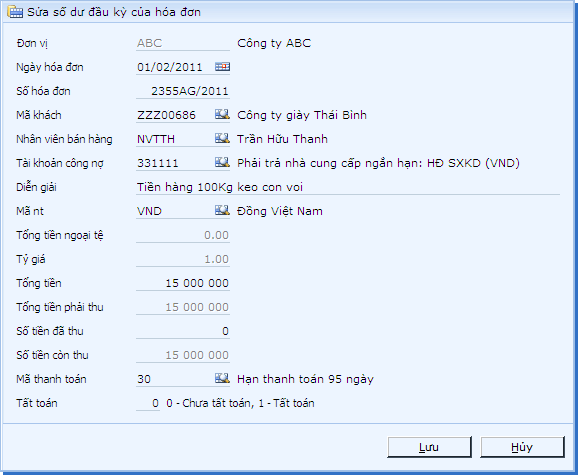 Sửa số dư đầu kỳ của hóa đơn
Đơn vị ABC Công ty ABC
Ngày hóa đơn 01/02/2011
Số hóa đơn 2355AG/2011
Mã khách ZZZ00686 Công ty giày Thái Bình
Nhân viên bán hàng NVTTH Trần Hữu Thanh
Tài khoản công nợ 331111 Phải trả nhà cung cấp ngắn hạn: HĐ SXKD (VND)
Diễn giải Tiền hàng 100Kg keo con voi
Mã nt VND Đồng Việt Nam
Tổng tiền ngoại tệ 0.00
Tỷ giá 1.00
Tổng tiền 15 000 000
Tổng tiền phải thu 15 000 000
Số tiền đã thu 0
Số tiền còn thu 15 000 000
Mã thanh toán 30 Hạn thanh toán 95 ngày
Tất toán 0 0 - Chưa tất toán, 1 - Tất toán
Lưu Hủy